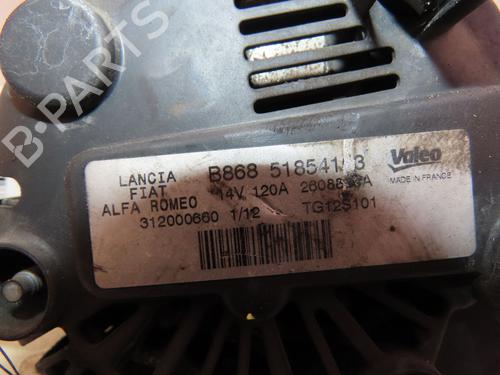 B-PARTS
LANCIA
FIAT
ALFA ROMEO
B868
Valeo
MADE IN FRANCE
14V 120A
312000660 1/12